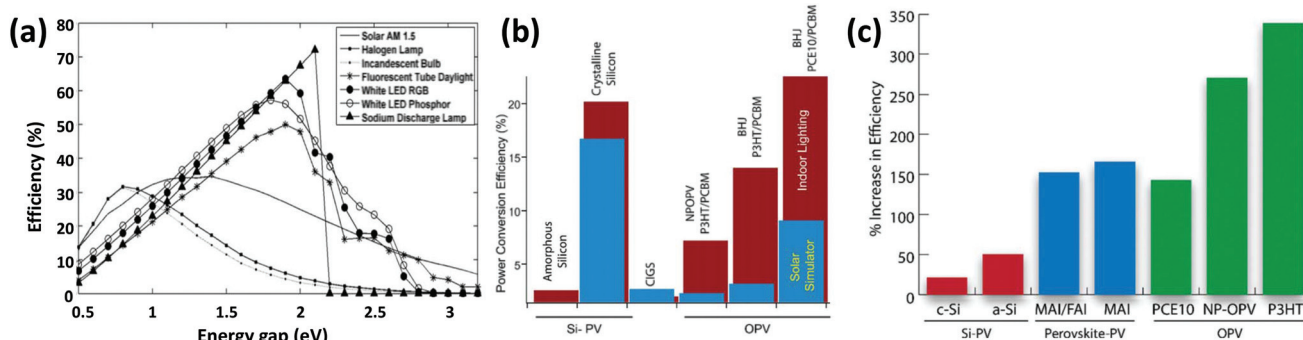 (a)
Efficiency (%)
80
70
60
50
40
30
20
10
0
0.5 1 1.5 2 2.5 3
Energy gap (eV)
Solar AM 1.5
Halogen Lamp
Incandescent Bulb
Fluorescent Tube Daylight
White LED RGB
White LED Phosphor
Sodium Discharge Lamp
(b)
Power Conversion Efficiency (%)
20
15
10
5
Amorphous
Silicon
Crystalline
Silicon
CIGS
NPOPV
P3HT/PCBM
BHJ
P3HT/PCBM
BHJ
PCE10/PCBM
Indoor Lighting
Solar
Simulator
Si- PV
OPV
(c)
% Increase in Efficiency
350
300
250
200
150
100
50
0
c-Si a-Si MAI/FAI MAI PCE10 NP-OPV P3HT
Si-PV Perovskite-PV OPV